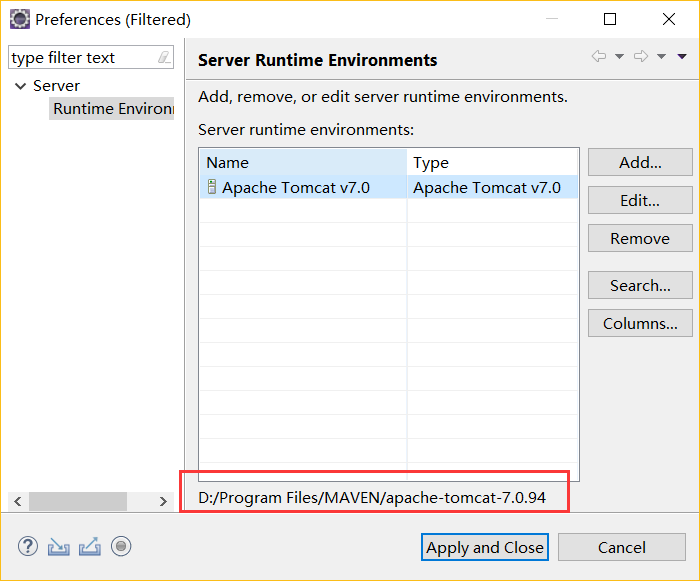 Preferences (Filtered)
type filter text
Server
Runtime Environ
Server Runtime Environments
Add, remove, or edit server runtime environments.
Server runtime environments:
Name Type
Apache Tomcat v7.0 Apache Tomcat v7.0
Add...
Edit...
Remove
Search...
Columns...
D:/Program Files/MAVEN/apache-tomcat-7.0.94
Apply and Close Cancel